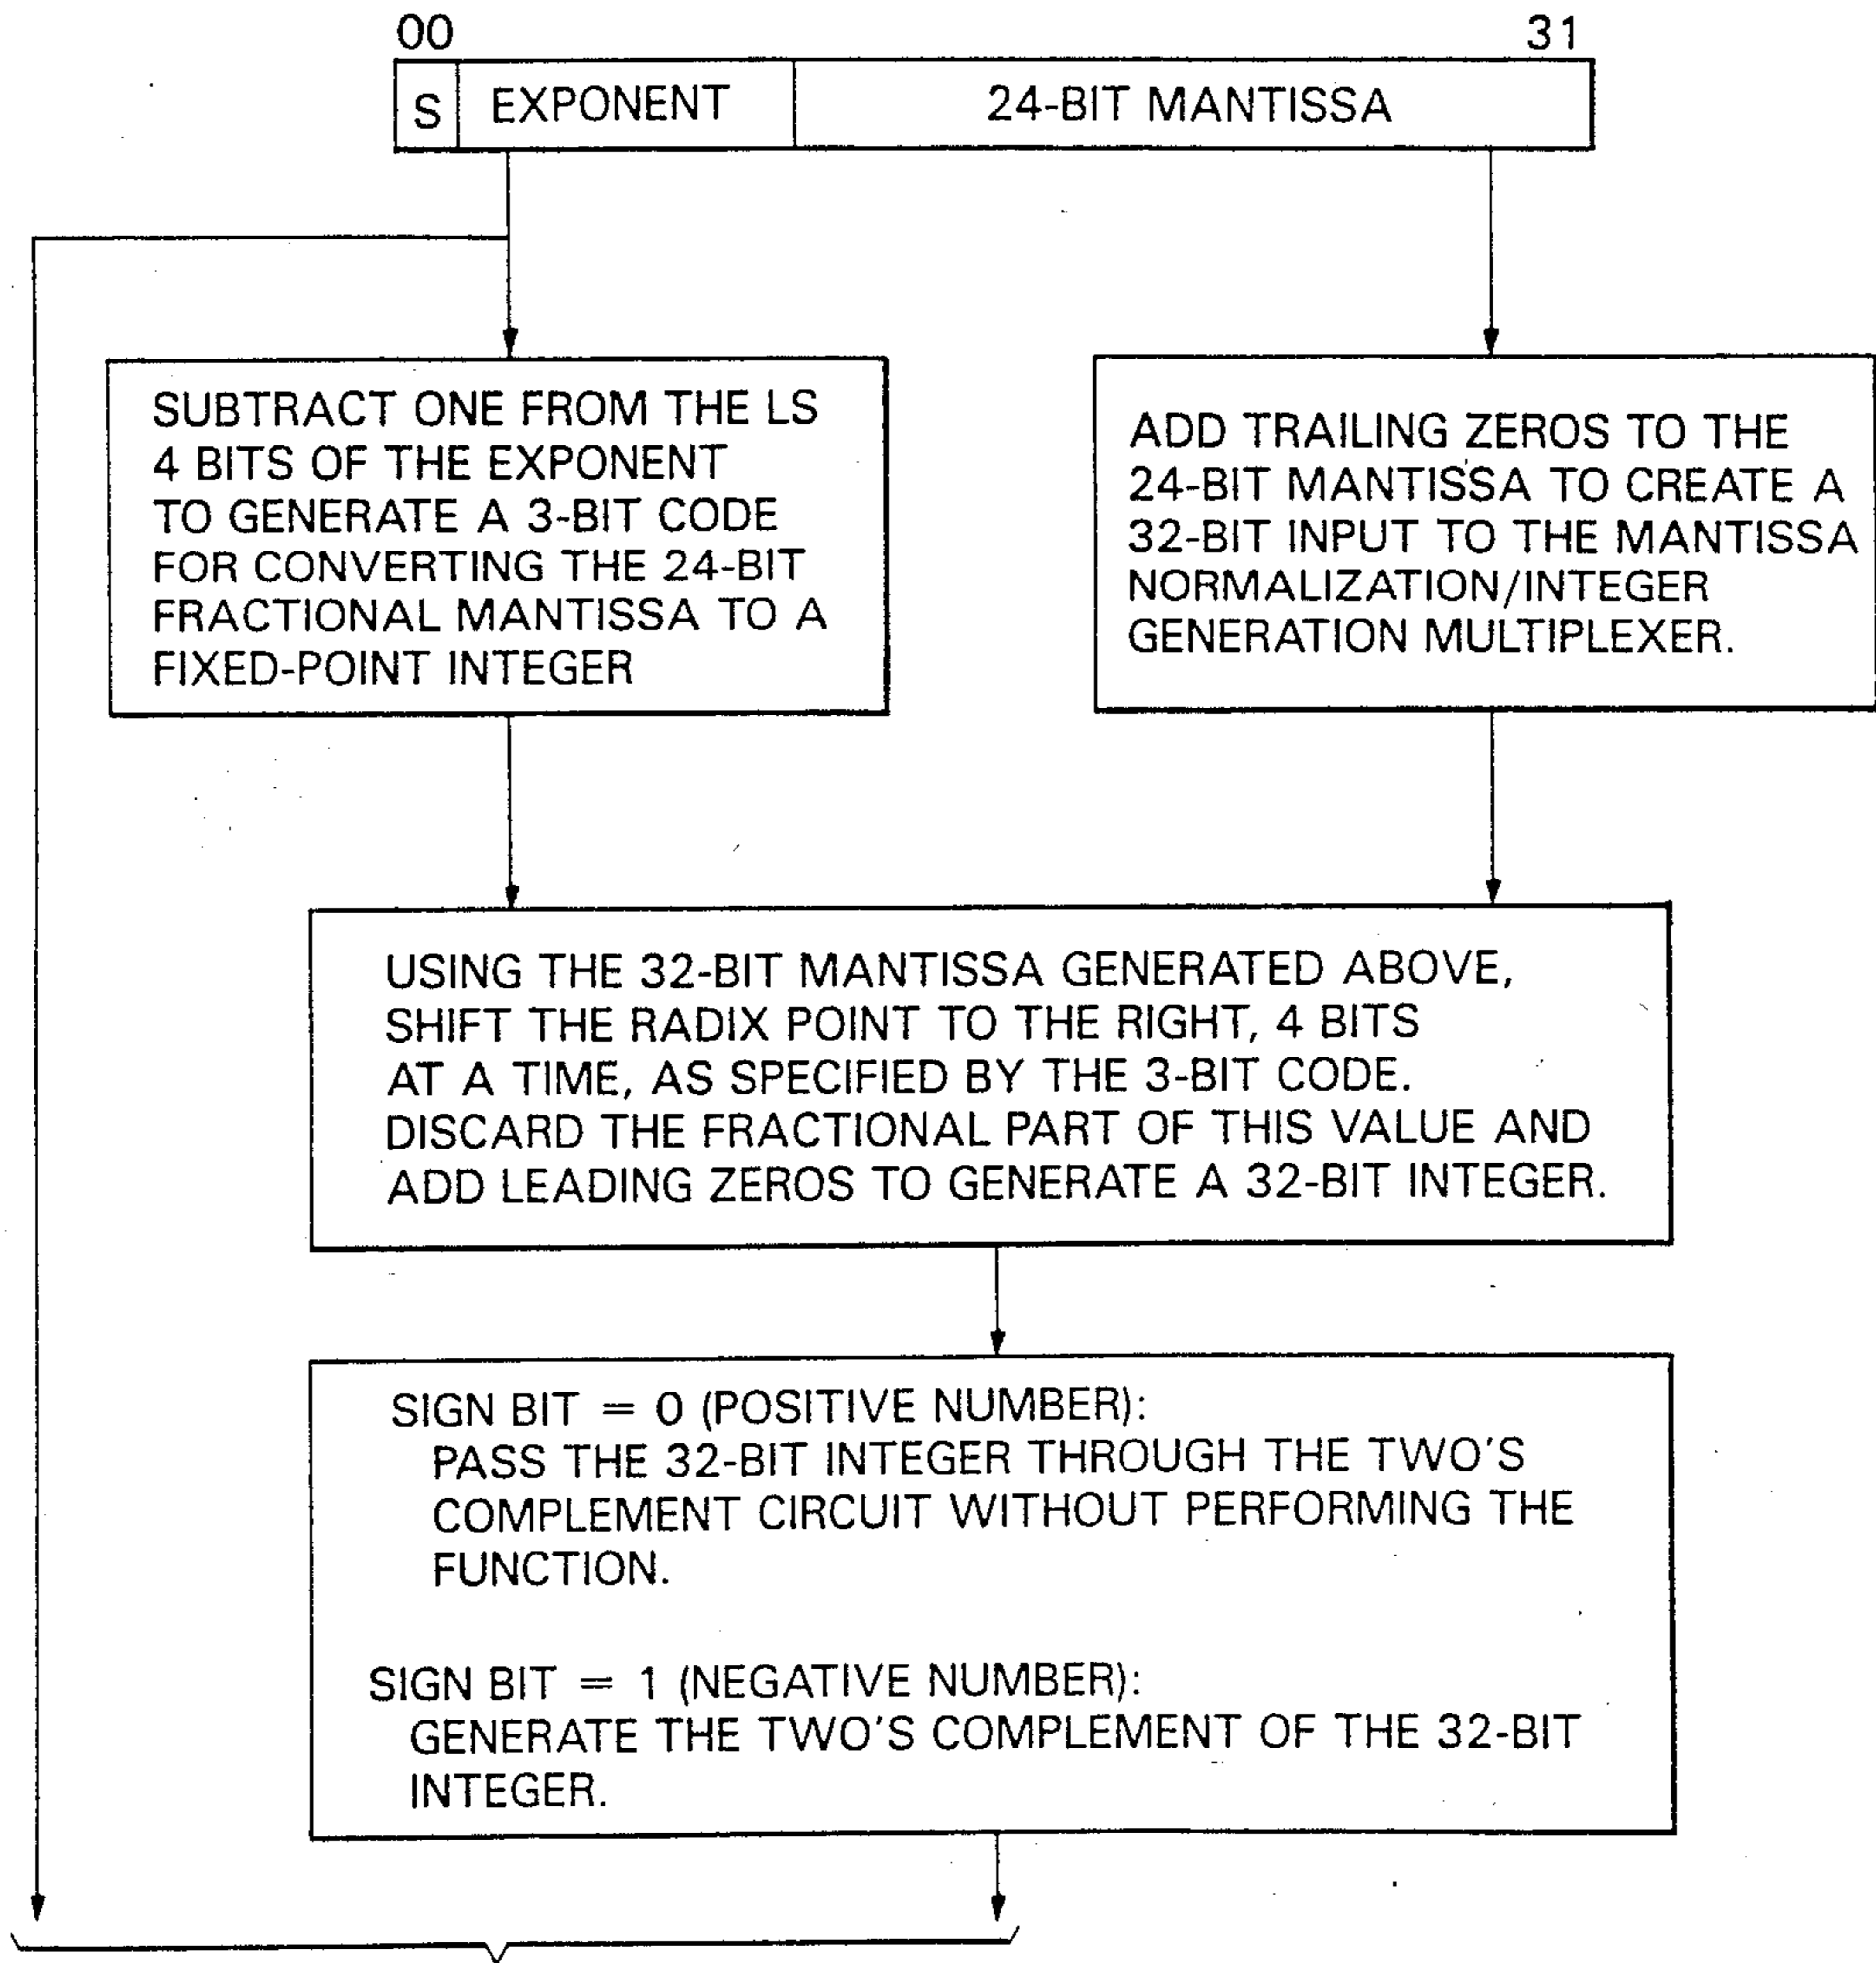 00 31
S EXPONENT 24-BIT MANTISSA
SUBTRACT ONE FROM THE LS
4 BITS OF THE EXPONENT
TO GENERATE A 3-BIT CODE
FOR CONVERTING THE 24-BIT
FRACTIONAL MANTISSA TO A
FIXED-POINT INTEGER
ADD TRAILING ZEROS TO THE
24-BIT MANTISSA TO CREATE A
32-BIT INPUT TO THE MANTISSA
NORMALIZATION/INTEGER
GENERATION MULTIPLEXER.
USING THE 32-BIT MANTISSA GENERATED ABOVE,
SHIFT THE RADIX POINT TO THE RIGHT, 4 BITS
AT A TIME, AS SPECIFIED BY THE 3-BIT CODE.
DISCARD THE FRACTIONAL PART OF THIS VALUE AND
ADD LEADING ZEROS TO GENERATE A 32-BIT INTEGER.
SIGN BIT = 0 (POSITIVE NUMBER):
PASS THE 32-BIT INTEGER THROUGH THE TWO'S
COMPLEMENT CIRCUIT WITHOUT PERFORMING THE
FUNCTION.
SIGN BIT = 1 (NEGATIVE NUMBER):
GENERATE THE TWO'S COMPLEMENT OF THE 32-BIT
INTEGER.